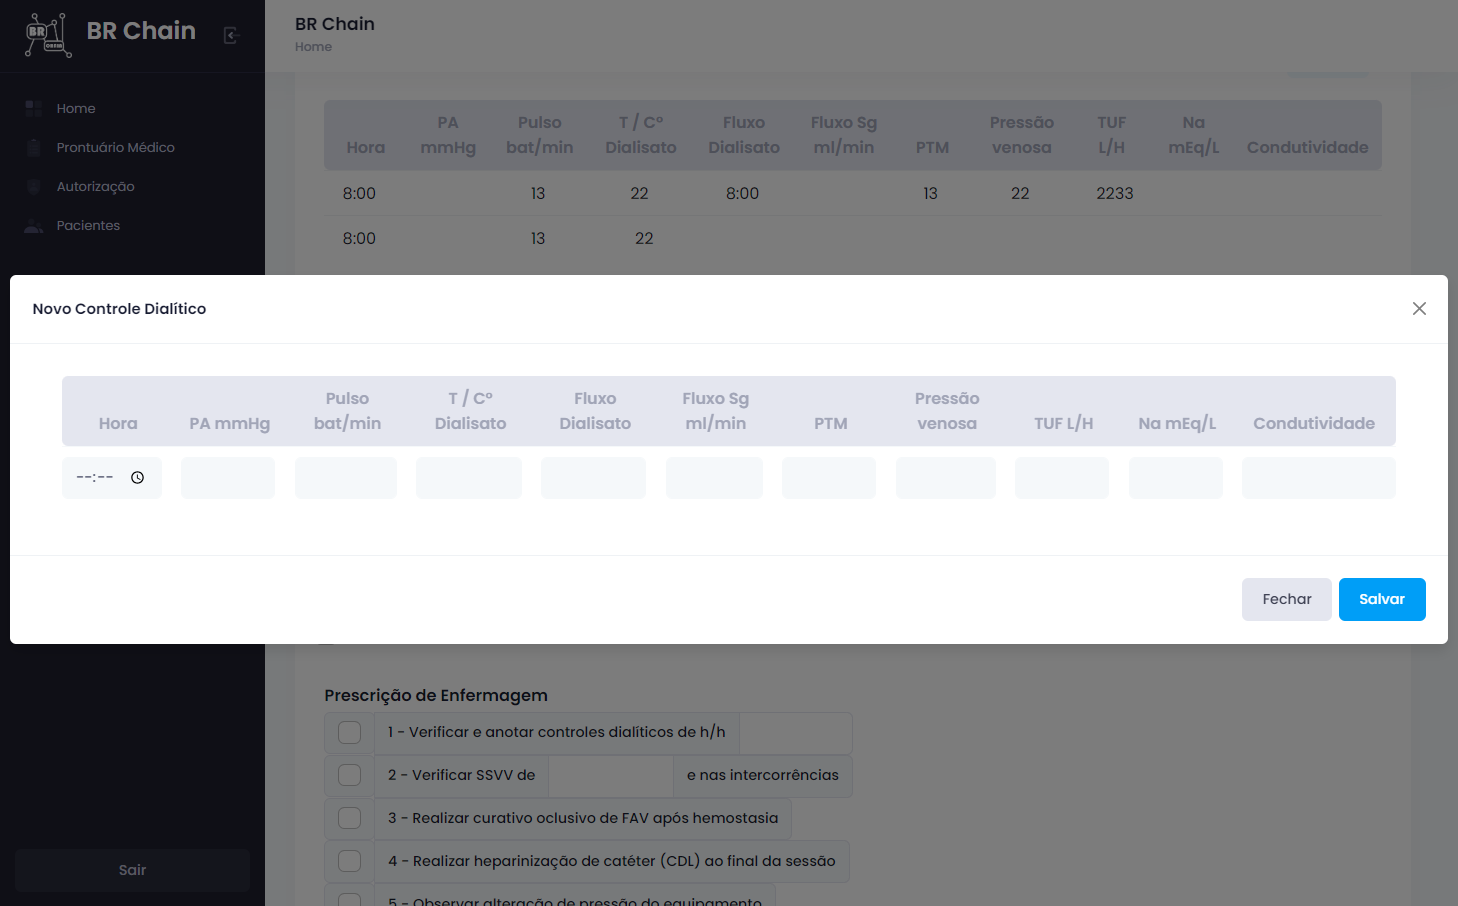 BR
CHAIN
BR Chain
BR Chain
Home
Home
Prontuário Médico
Autorização
Pacientes
Hora PA mmHg Pulso bat/min T / Cº Dialisato Fluxo Dialisato Fluxo Sg ml/min PTM Pressão venosa TUF L/H Na mEq/L Condutividade
8:00 13 22 8:00 13 22 2233
8:00 13 22
Novo Controle Dialítico
Hora PA mmHg Pulso bat/min T / Cº Dialisato Fluxo Dialisato Fluxo Sg ml/min PTM Pressão venosa TUF L/H Na mEq/L Condutividade
--:--
Fechar Salvar
Prescrição de Enfermagem
1 - Verificar e anotar controles dialíticos de h/h
2 - Verificar SSVV de e nas intercorrências
3 - Realizar curativo oclusivo de FAV após hemostasia
4 - Realizar heparinização de catéter (CDL) ao final da sessão
5 - Observar alteração de pressão do equipamento
Sair